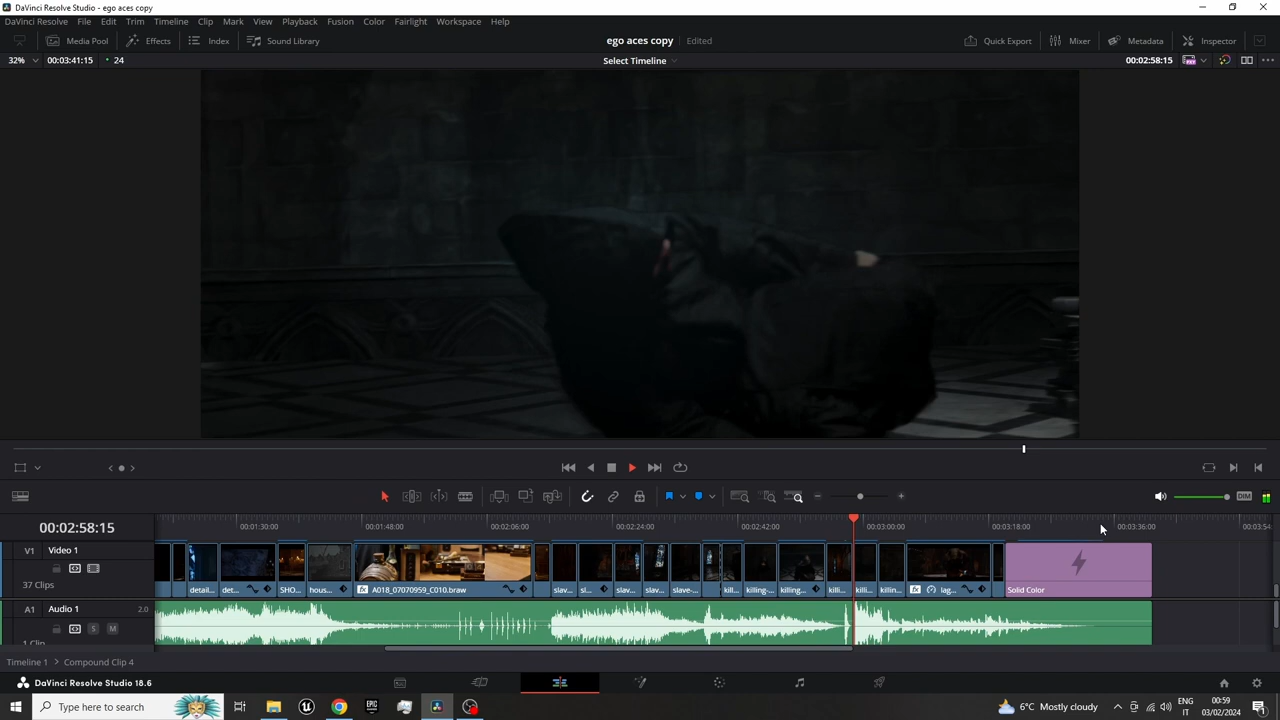 DaVinci Resolve Studio - ego aces copy
DaVinci Resolve File Edit Trim Timeline Clip Mark View Playback Fusion Color Fairlight Workspace Help
Media Pool Effects Index Sound Library ego aces copy Edited Quick Export Mixer Metadata Inspector
32% 00:03:41:15 24 Select Timeline 00:02:58:15
DIM
00:02:58:15 00:01:30:00 00:01:48:00 00:02:06:00 00:02:24:00 00:02:42:00 00:03:00:00 00:03:18:00 00:03:36:00 00:03:54:
V1 Video 1
37 Clips detail... det... SHO... hous... fx A018_07070959_C010.braw slav... sl... slav... slav... slave-... kill... killing-... killing... killi... killi... killin... fx lag... Solid Color
A1 Audio 1 2.0
S M
1 Clip
Timeline 1 > Compound Clip 4
DaVinci Resolve Studio 18.6
Type here to search EPIC 6°C Mostly cloudy ENG 00:59
IT 03/02/2024